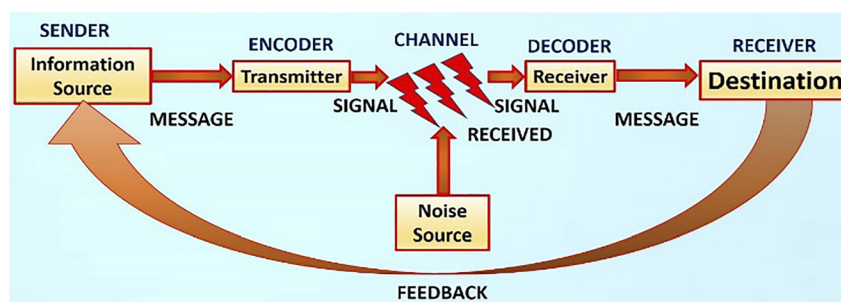 SENDER
ENCODER
CHANNEL
DECODER
RECEIVER
Information
Source
Transmitter
Receiver
Destination
MESSAGE
SIGNAL
SIGNAL
RECEIVED
MESSAGE
Noise
Source
FEEDBACK